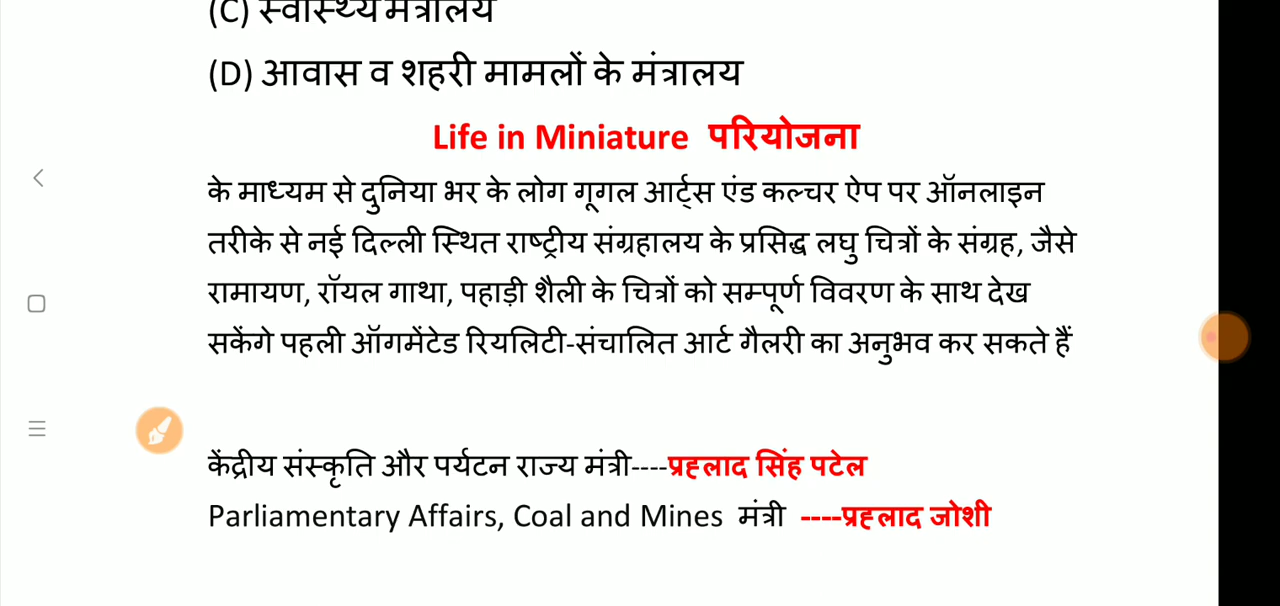 (C) स्वास्थ्य मंत्रालय
(D) आवास व शहरी मामलों के मंत्रालय
Life in Miniature परियोजना
के माध्यम से दुनिया भर के लोग गूगल आर्ट्स एंड कल्चर ऐप पर ऑनलाइन
तरीके से नई दिल्ली स्थित राष्ट्रीय संग्रहालय के प्रसिद्ध लघु चित्रों के संग्रह, जैसे
रामायण, रॉयल गाथा, पहाड़ी शैली के चित्रों को सम्पूर्ण विवरण के साथ देख
सकेंगे पहली ऑगमेंटेड रियलिटी-संचालित आर्ट गैलरी का अनुभव कर सकते हैं
केंद्रीय संस्कृति और पर्यटन राज्य मंत्री----प्रह्लाद सिंह पटेल
Parliamentary Affairs, Coal and Mines मंत्री ----प्रह्लाद जोशी